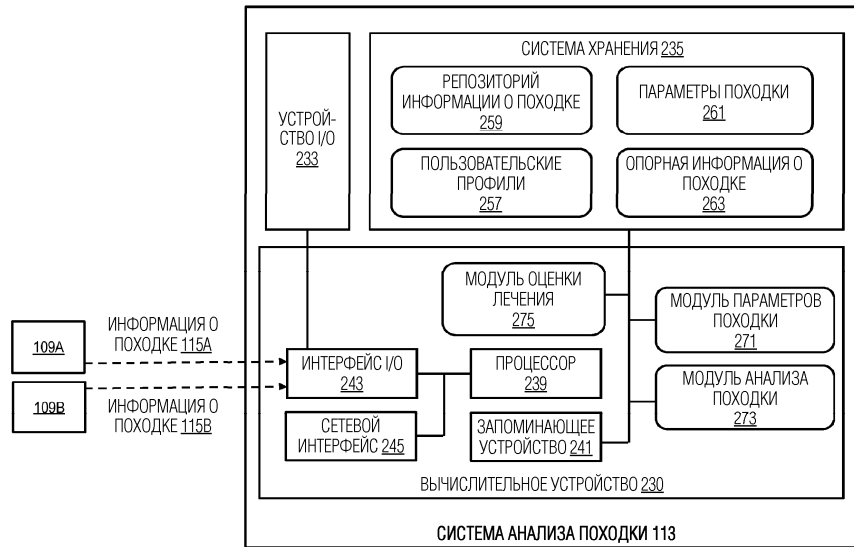 СИСТЕМА ХРАНЕНИЯ 235
РЕПОЗИТОРИЙ
ИНФОРМАЦИИ О ПОХОДКЕ
259
ПАРАМЕТРЫ ПОХОДКИ
261
УСТРОЙ-
СТВО I/O
233
ПОЛЬЗОВАТЕЛЬСКИЕ
ПРОФИЛИ
257
ОПОРНАЯ ИНФОРМАЦИЯ О
ПОХОДКЕ
263
МОДУЛЬ ОЦЕНКИ
ЛЕЧЕНИЯ
275
МОДУЛЬ ПАРАМЕТРОВ
ПОХОДКИ
271
109A
ИНФОРМАЦИЯ О
ПОХОДКЕ 115A
ИНТЕРФЕЙС I/O
243
ПРОЦЕССОР
239
МОДУЛЬ АНАЛИЗА
ПОХОДКИ
273
109B
ИНФОРМАЦИЯ О
ПОХОДКЕ 115B
СЕТЕВОЙ
ИНТЕРФЕЙС 245
ЗАПОМИНАЮЩЕЕ
УСТРОЙСТВО 241
ВЫЧИСЛИТЕЛЬНОЕ УСТРОЙСТВО 230
СИСТЕМА АНАЛИЗА ПОХОДКИ 113